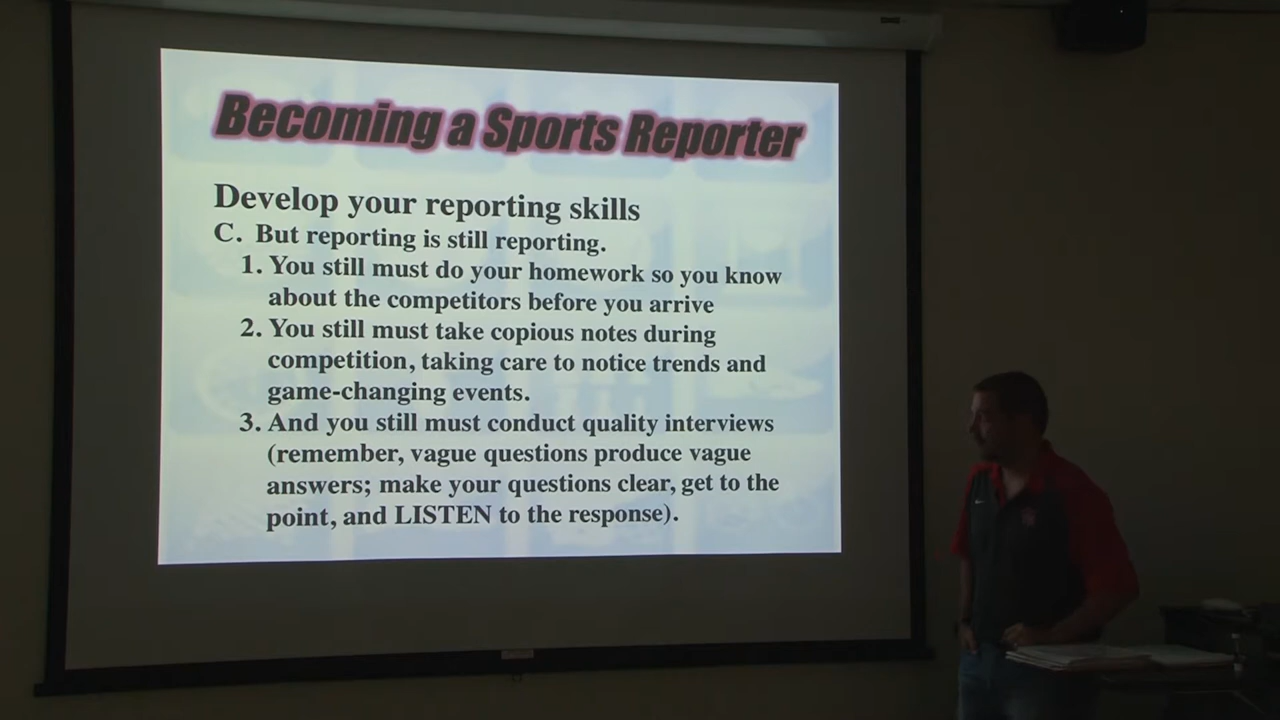 Becoming a Sports Reporter
Develop your reporting skills
C. But reporting is still reporting.
1. You still must do your homework so you know
about the competitors before you arrive
2. You still must take copious notes during
competition, taking care to notice trends and
game-changing events.
3. And you still must conduct quality interviews
(remember, vague questions produce vague
answers; make your questions clear, get to the
point, and LISTEN to the response).